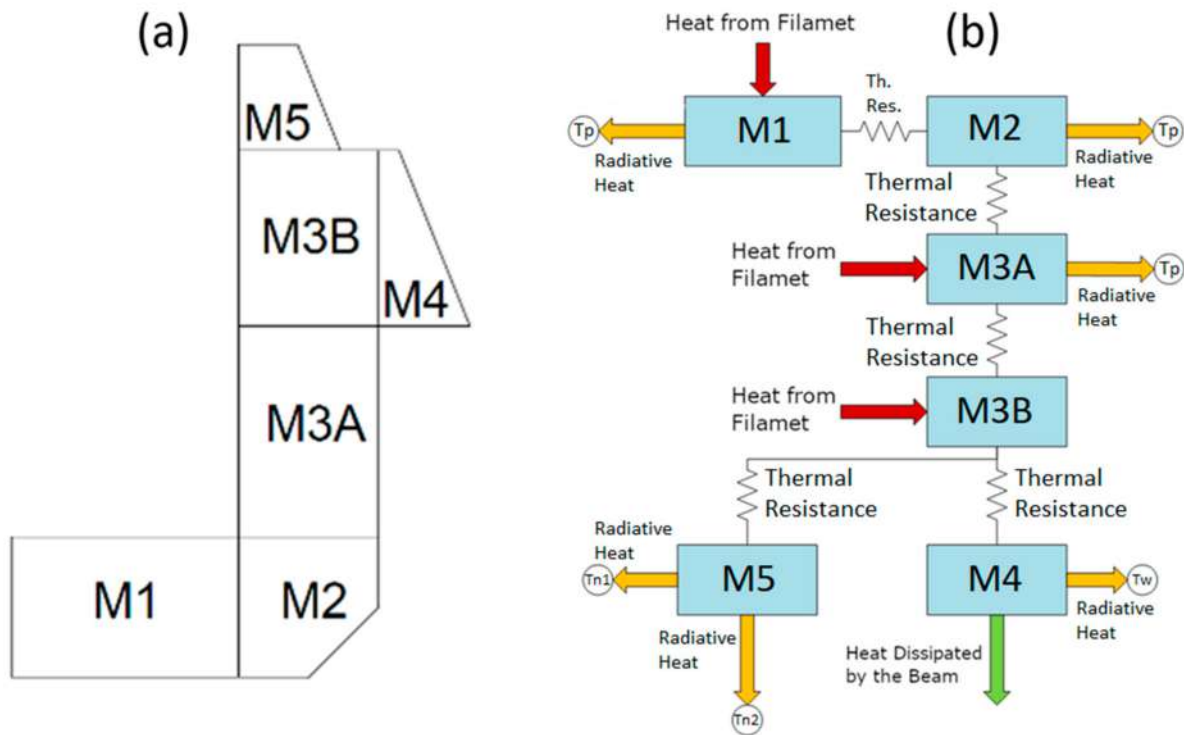 (a)
M5
M3B
M4
M3A
M1
M2
(b)
Heat from Filamet
Th.
Res.
Tp
M1
M2
Tp
Radiative
Heat
Radiative
Heat
Thermal
Resistance
Heat from
Filamet
M3A
Tp
Radiative
Heat
Thermal
Resistance
Heat from
Filamet
M3B
Thermal
Resistance
Thermal
Resistance
Radiative
Heat
Tn1
M5
M4
Tw
Radiative
Heat
Radiative
Heat
Heat Dissipated
by the Beam
Tn2